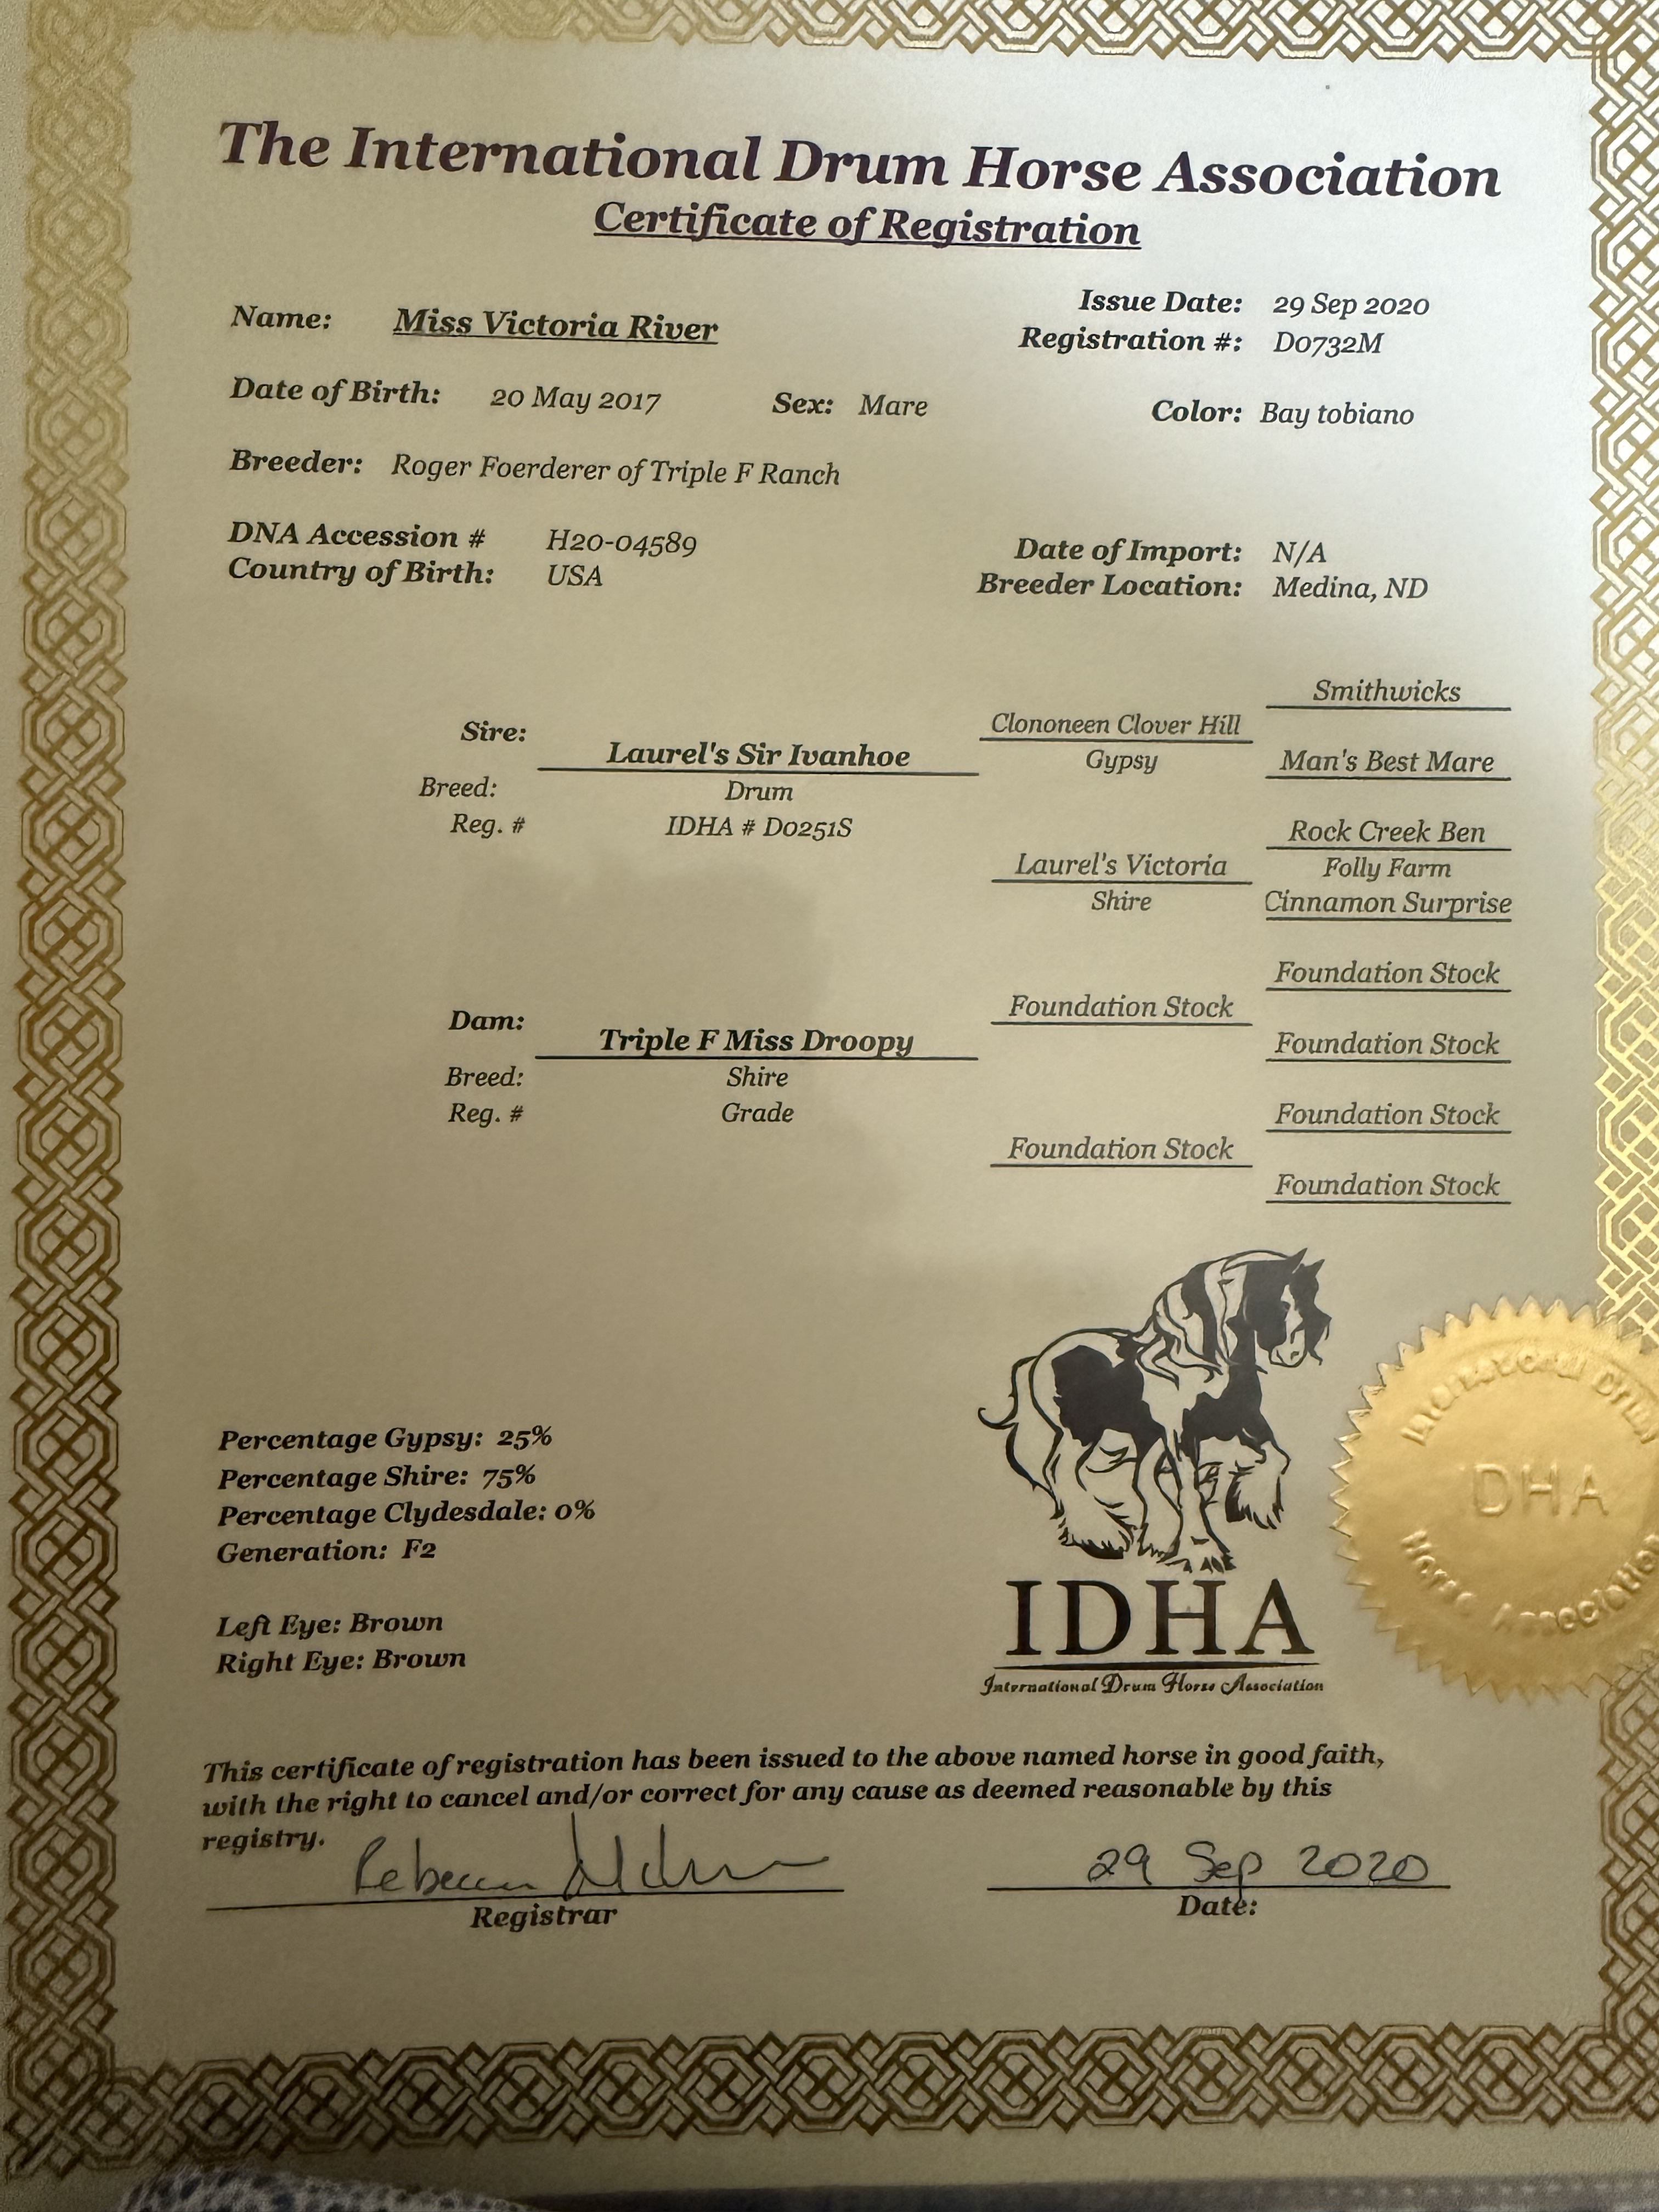 The International Drum Horse Association
Certificate of Registration
Name: Miss Victoria River
Issue Date: 29 Sep 2020
Registration #: D0732M
Date of Birth: 20 May 2017 Sex: Mare Color: Bay tobiano
Breeder: Roger Foerderer of Triple F Ranch
DNA Accession # H20-04589
Country of Birth: USA
Date of Import: N/A
Breeder Location: Medina, ND
Sire: Laurel's Sir Ivanhoe
Breed: Drum
Reg. # IDHA # D0251S
Clononeen Clover Hill
Gypsy
Smithwicks
Man's Best Mare
Laurel's Victoria
Shire
Rock Creek Ben
Folly Farm
Cinnamon Surprise
Dam: Triple F Miss Droopy
Breed: Shire
Reg. # Grade
Foundation Stock
Foundation Stock
Foundation Stock
Foundation Stock
Foundation Stock
Foundation Stock
Percentage Gypsy: 25%
Percentage Shire: 75%
Percentage Clydesdale: 0%
Generation: F2
Left Eye: Brown
Right Eye: Brown
IDHA
International Drum Horse Association
International Drum
IDHA
Horse Association
This certificate of registration has been issued to the above named horse in good faith,
with the right to cancel and/or correct for any cause as deemed reasonable by this
registry.
Rebecca
29 Sep 2020
Registrar
Date: